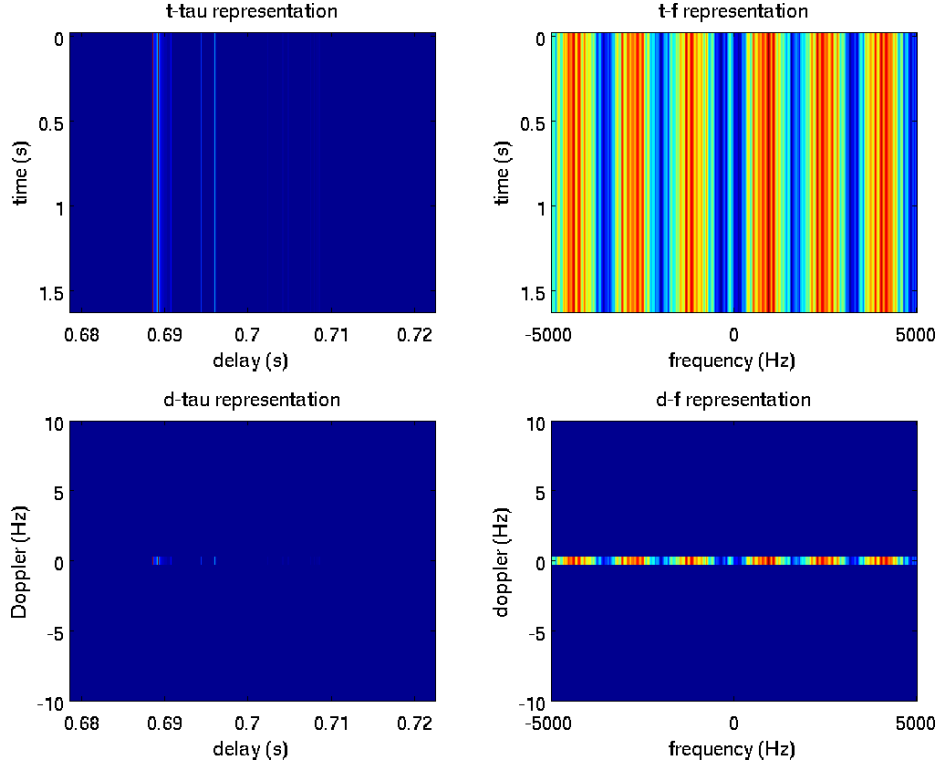 t-tau representation
t-f representation
0
0.5
1
1.5
time (s)
0.68 0.69 0.7 0.71 0.72
delay (s)
0
0.5
1
1.5
time (s)
-5000 0 5000
frequency (Hz)
d-tau representation
d-f representation
10
5
0
-5
-10
Doppler (Hz)
0.68 0.69 0.7 0.71 0.72
delay (s)
10
5
0
-5
-10
doppler (Hz)
-5000 0 5000
frequency (Hz)